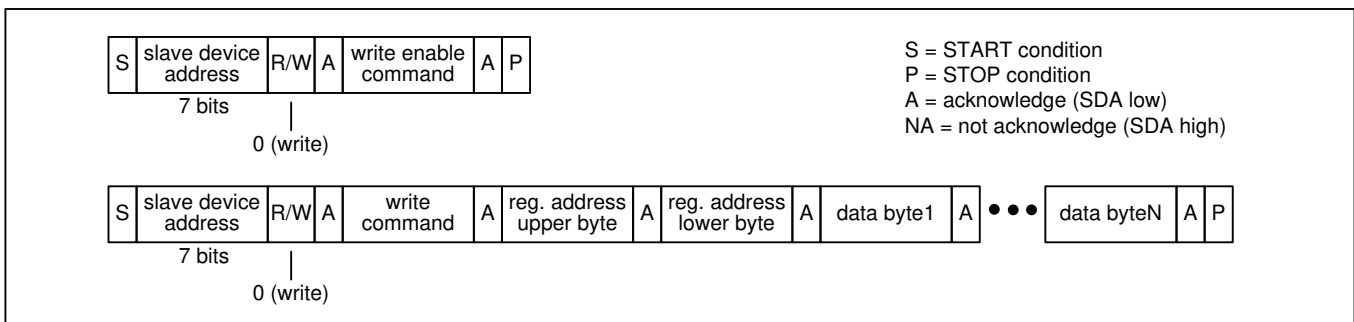 S slave device address R/W A write enable command A P
7 bits
0 (write)
S = START condition
P = STOP condition
A = acknowledge (SDA low)
NA = not acknowledge (SDA high)
S slave device address R/W A write command A reg. address upper byte A reg. address lower byte A data byte1 A ••• data byteN A P
7 bits
0 (write)